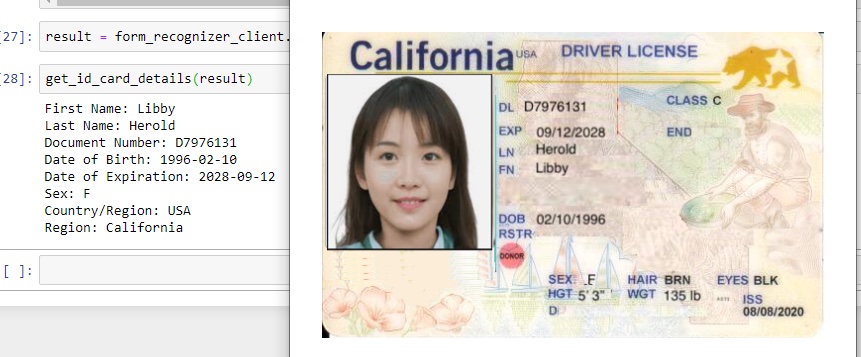 [27]: result = form_recognizer_client.
[28]: get_id_card_details(result)
First Name: Libby
Last Name: Herold
Document Number: D7976131
Date of Birth: 1996-02-10
Date of Expiration: 2028-09-12
Sex: F
Country/Region: USA
Region: California
[ ]:
California USA DRIVER LICENSE
DL D7976131 CLASS C
EXP 09/12/2028 END
LN Herold
FN Libby
DOB 02/10/1996
RSTR
DONOR
SEX F HAIR BRN EYES BLK
HGT 5' 3" WGT 135 lb ISS
D 08/08/2020